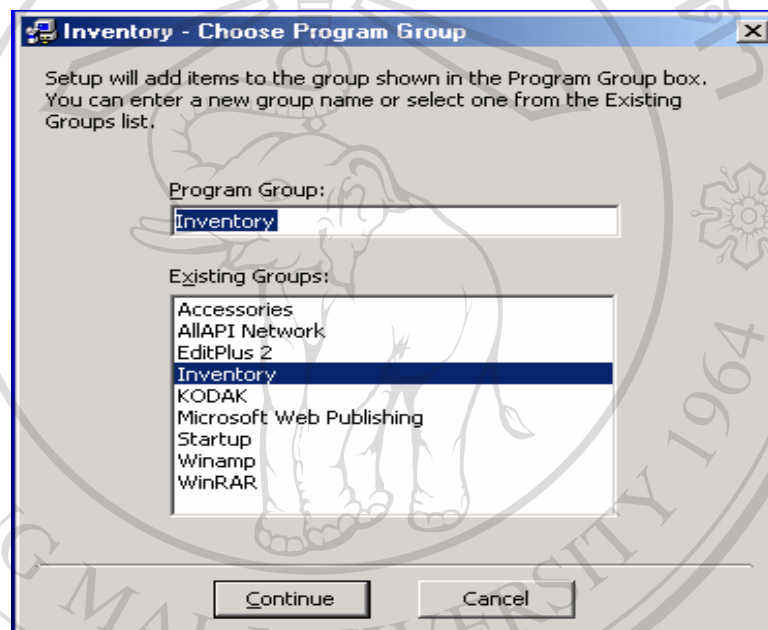 Inventory - Choose Program Group
Setup will add items to the group shown in the Program Group box.
You can enter a new group name or select one from the Existing
Groups list.
Program Group:
Inventory
Existing Groups:
Accessories
AllAPI Network
EditPlus 2
Inventory
KODAK
Microsoft Web Publishing
Startup
Winamp
WinRAR
Continue
Cancel
1964